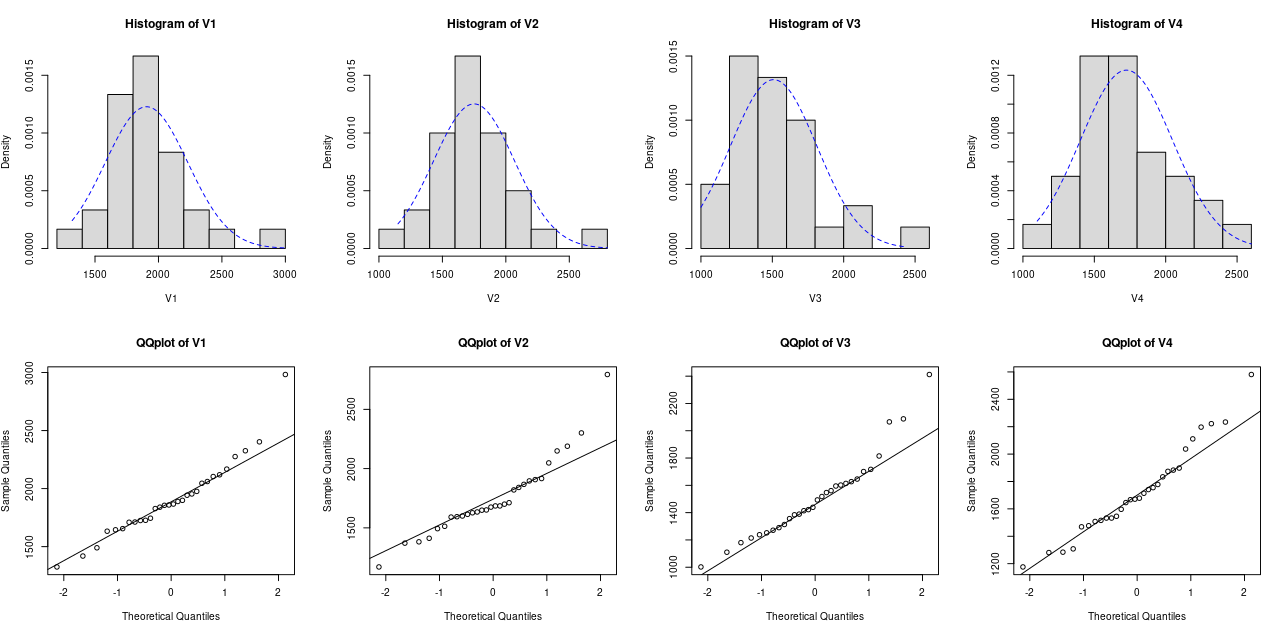 Histogram of V1
Density
0.0000 0.0005 0.0010 0.0015
1500 2000 2500 3000
V1
Histogram of V2
Density
0.0000 0.0005 0.0010 0.0015
1000 1500 2000 2500
V2
Histogram of V3
Density
0.0000 0.0005 0.0010 0.0015
1000 1500 2000 2500
V3
Histogram of V4
Density
0.0000 0.0004 0.0008 0.0012
1000 1500 2000 2500
V4
QQplot of V1
Sample Quantiles
1500 2000 2500 3000
-2 -1 0 1 2
Theoretical Quantiles
QQplot of V2
Sample Quantiles
1500 2000 2500
-2 -1 0 1 2
Theoretical Quantiles
QQplot of V3
Sample Quantiles
1000 1400 1800 2200
-2 -1 0 1 2
Theoretical Quantiles
QQplot of V4
Sample Quantiles
1200 1600 2000 2400
-2 -1 0 1 2
Theoretical Quantiles